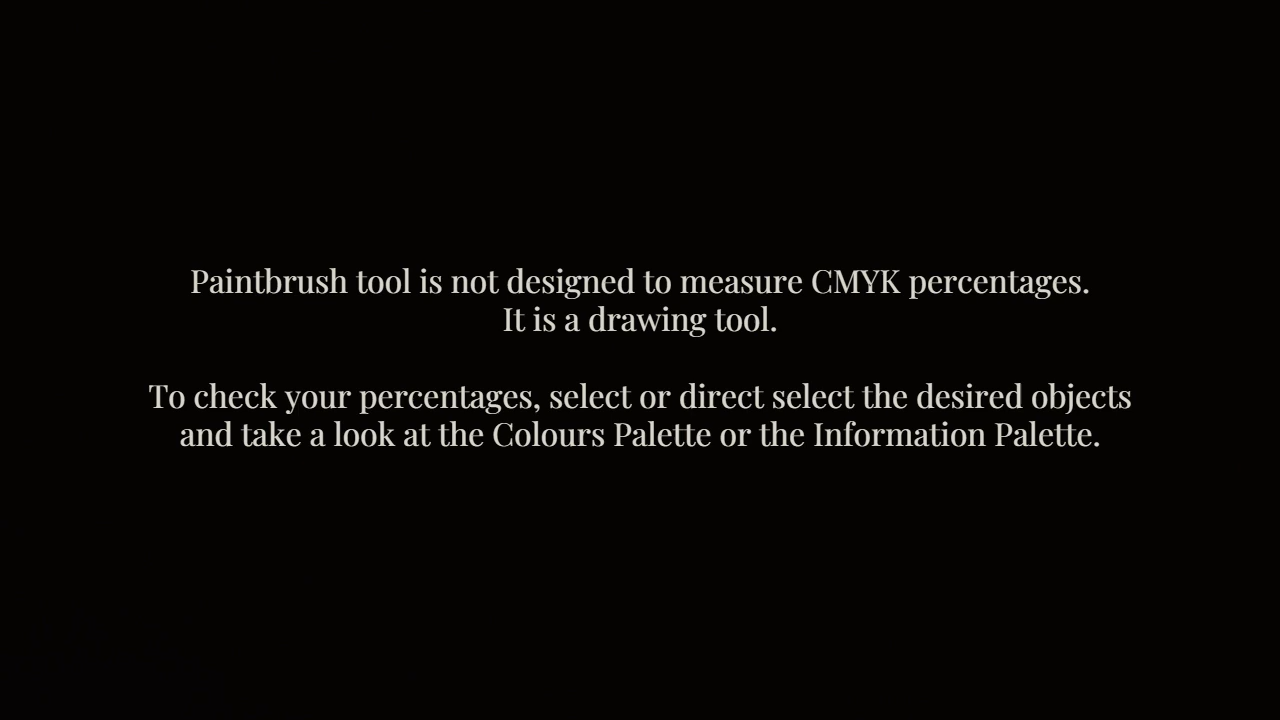 Paintbrush tool is not designed to measure CMYK percentages.
It is a drawing tool.
To check your percentages, select or direct select the desired objects
and take a look at the Colours Palette or the Information Palette.